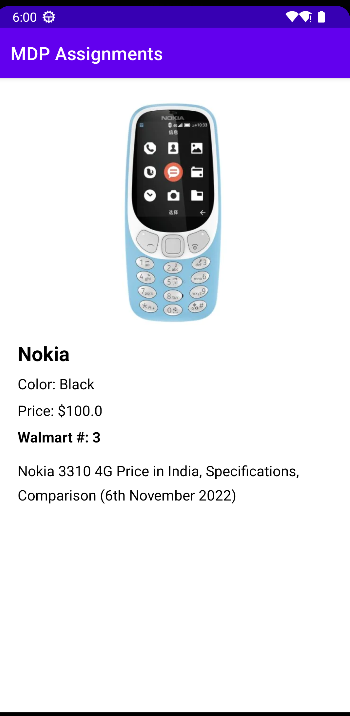 6:00
MDP Assignments
NOKIA
Nokia
Color: Black
Price: $100.0
Walmart #: 3
Nokia 3310 4G Price in India, Specifications,
Comparison (6th November 2022)